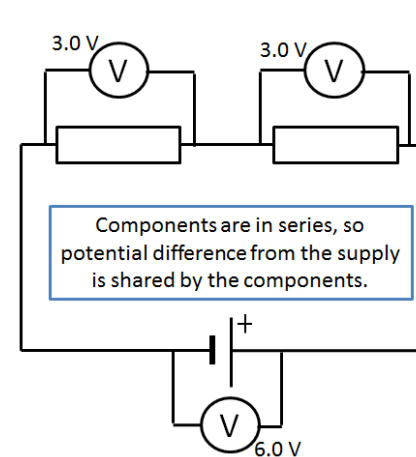 3.0 V
3.0 V
V
V
Components are in series, so
potential difference from the supply
is shared by the components.
+
V
6.0 V